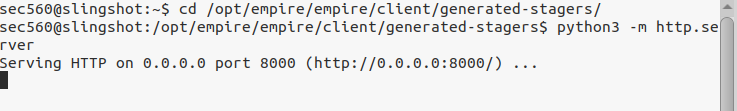 sec560@slingshot:~$ cd /opt/empire/empire/client/generated-stagers/
sec560@slingshot:/opt/empire/empire/client/generated-stagers$ python3 -m http.se
rver
Serving HTTP on 0.0.0.0 port 8000 (http://0.0.0.0:8000/) ...